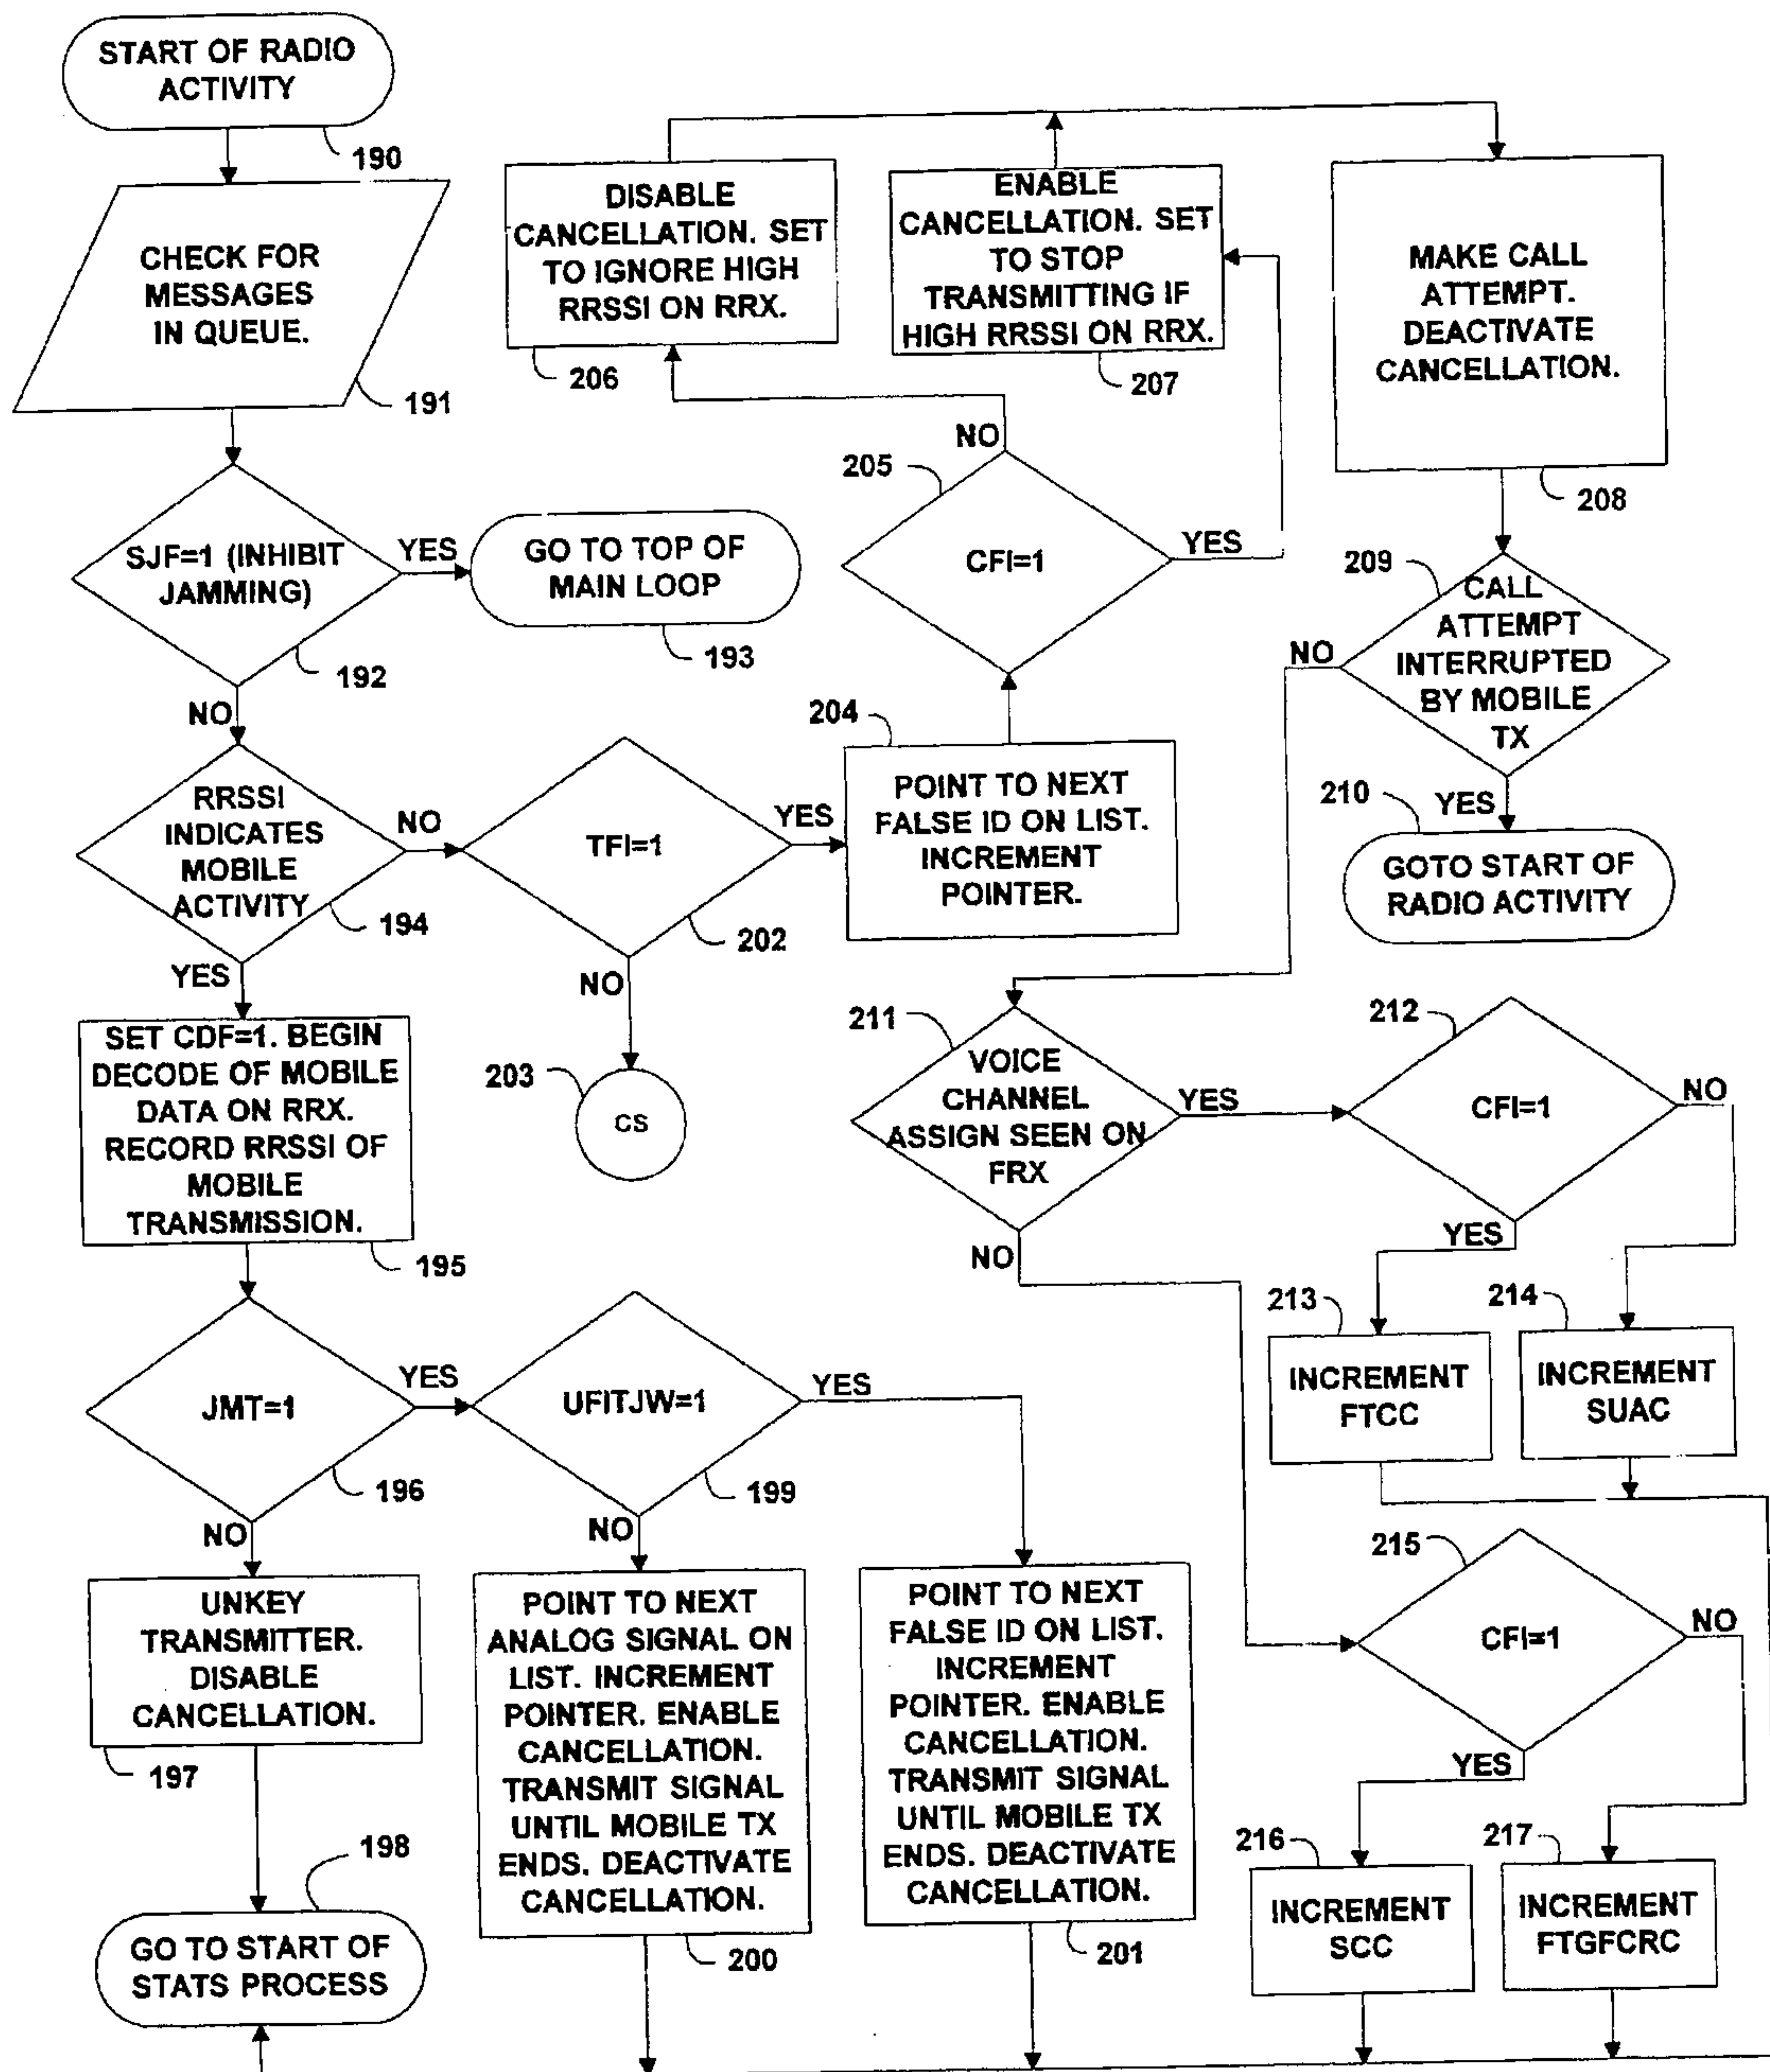 START OF RADIO
ACTIVITY
190
CHECK FOR
MESSAGES
IN QUEUE.
191
SJF=1 (INHIBIT
JAMMING)
YES
192
NO
GO TO TOP OF
MAIN LOOP
193
RRSSI
INDICATES
MOBILE
ACTIVITY
NO
194
YES
SET CDF=1. BEGIN
DECODE OF MOBILE
DATA ON RRX.
RECORD RRSSI OF
MOBILE
TRANSMISSION.
195
JMT=1
YES
196
NO
UNKEY
TRANSMITTER.
DISABLE
CANCELLATION.
197
198
GO TO START OF
STATS PROCESS
UFITJW=1
YES
199
NO
POINT TO NEXT
ANALOG SIGNAL ON
LIST. INCREMENT
POINTER. ENABLE
CANCELLATION.
TRANSMIT SIGNAL
UNTIL MOBILE TX
ENDS. DEACTIVATE
CANCELLATION.
200
POINT TO NEXT
FALSE ID ON LIST.
INCREMENT
POINTER. ENABLE
CANCELLATION.
TRANSMIT SIGNAL
UNTIL MOBILE TX
ENDS. DEACTIVATE
CANCELLATION.
201
TFI=1
YES
202
NO
203
CS
204
POINT TO NEXT
FALSE ID ON LIST.
INCREMENT
POINTER.
205
CFI=1
NO
YES
DISABLE
CANCELLATION. SET
TO IGNORE HIGH
RRSSI ON RRX.
206
ENABLE
CANCELLATION. SET
TO STOP
TRANSMITTING IF
HIGH RRSSI ON RRX.
207
MAKE CALL
ATTEMPT.
DEACTIVATE
CANCELLATION.
208
209
CALL
ATTEMPT
INTERRUPTED
BY MOBILE
TX
NO
YES
210
GOTO START OF
RADIO ACTIVITY
211
VOICE
CHANNEL
ASSIGN SEEN ON
FRX
YES
NO
212
CFI=1
NO
YES
213
INCREMENT
FTCC
214
INCREMENT
SUAC
215
CFI=1
NO
YES
216
INCREMENT
SCC
217
INCREMENT
FTGFCRC